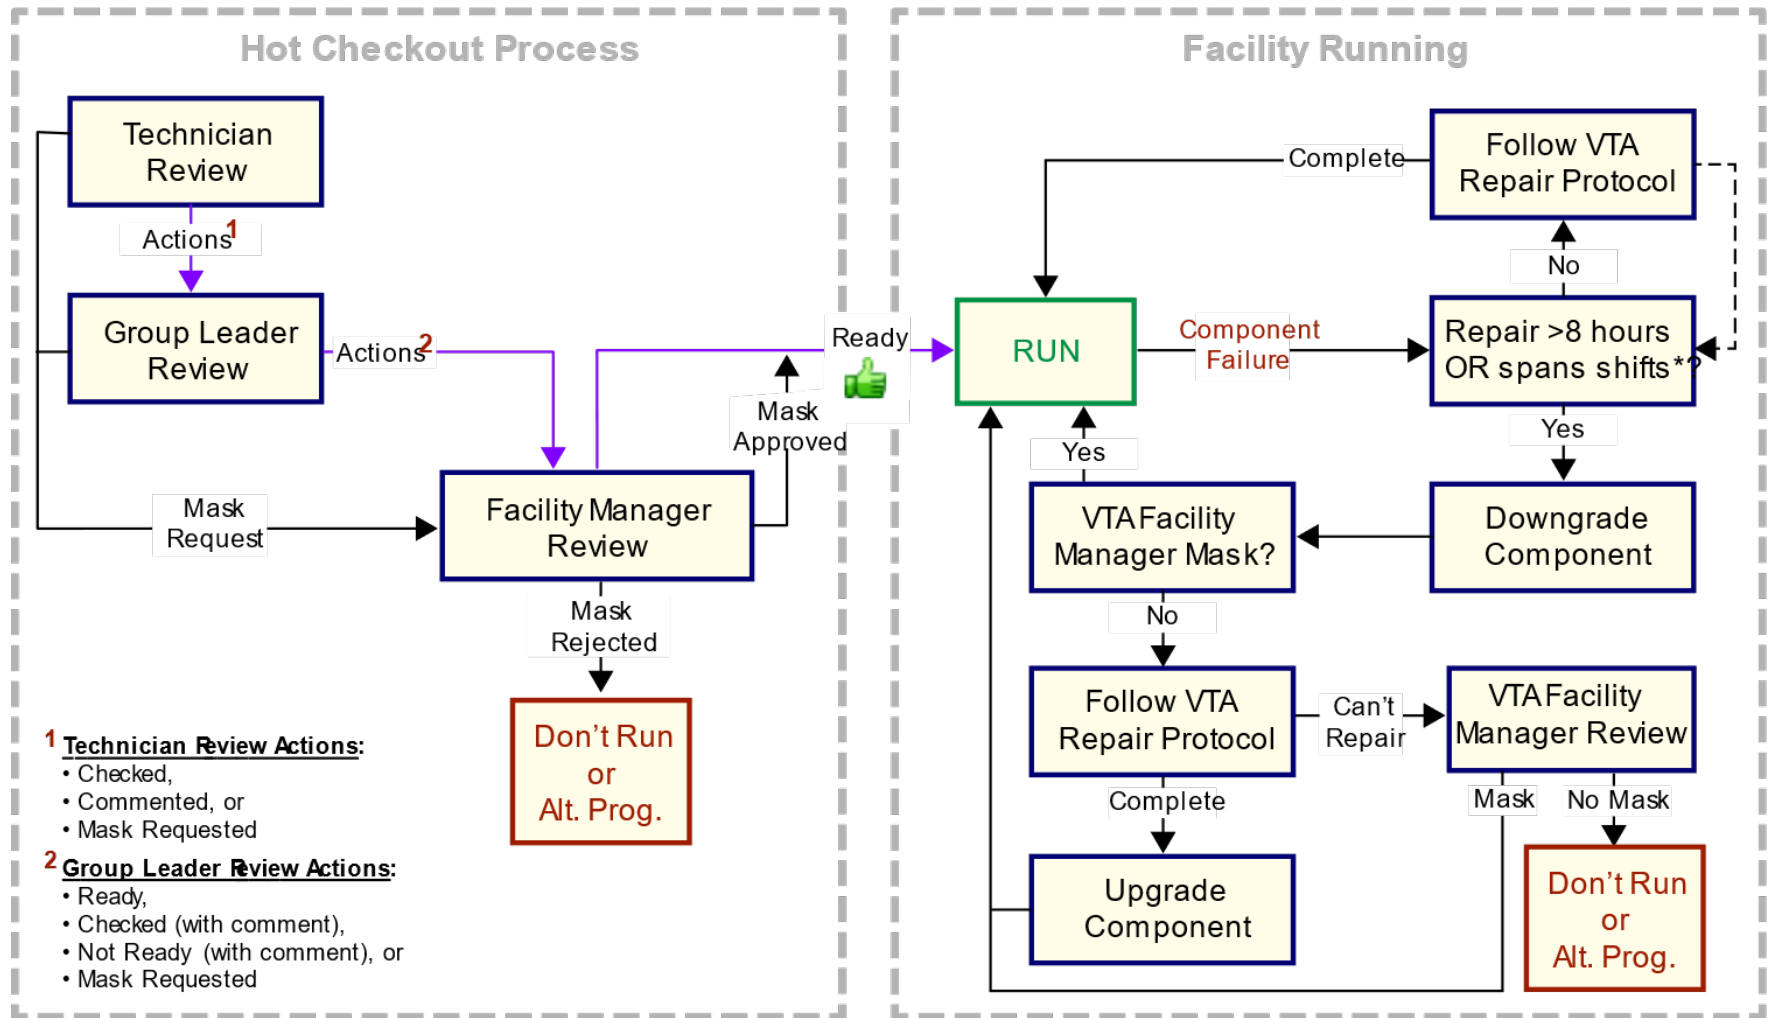 Hot Checkout Process
Technician
Review
Actions1
Group Leader
Review
Actions2
Mask
Request
Facility Manager
Review
Mask
Approved
Ready
Mask
Rejected
Don't Run
or
Alt. Prog.
1 Technician Review Actions:
• Checked,
• Commented, or
• Mask Requested
2 Group Leader Review Actions:
• Ready,
• Checked (with comment),
• Not Ready (with comment), or
• Mask Requested
Facility Running
Follow VTA
Repair Protocol
Complete
No
RUN
Component
Failure
Repair >8 hours
OR spans shifts*?
Yes
Yes
VTA Facility
Manager Mask?
Downgrade
Component
No
Follow VTA
Repair Protocol
Can't
Repair
VTA Facility
Manager Review
Complete
Mask
No Mask
Upgrade
Component
Don't Run
or
Alt. Prog.